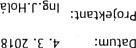 Datum: 4. 3. 2018
Projektant: Ing.J.Holá